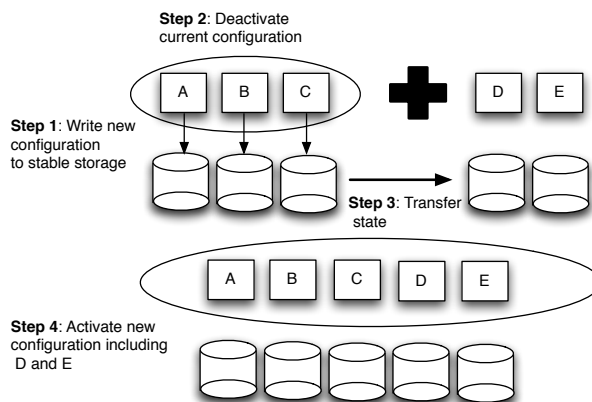 Step 2: Deactivate
current configuration
A B C D E
Step 1: Write new
configuration
to stable storage
Step 3: Transfer
state
A B C D E
Step 4: Activate new
configuration including
D and E